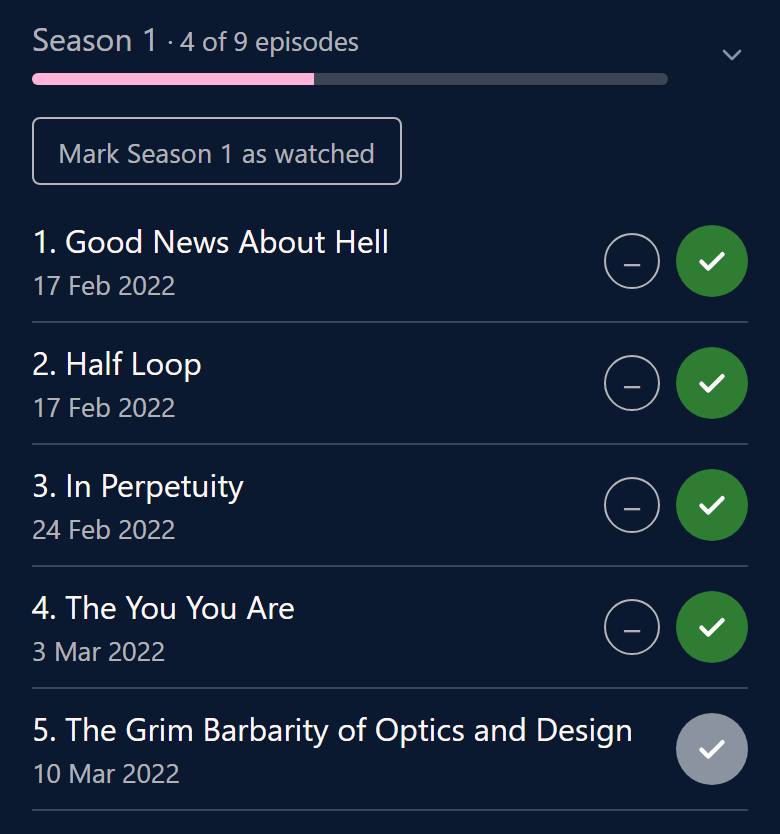 Season 1 · 4 of 9 episodes
Mark Season 1 as watched
1. Good News About Hell
17 Feb 2022
2. Half Loop
17 Feb 2022
3. In Perpetuity
24 Feb 2022
4. The You You Are
3 Mar 2022
5. The Grim Barbarity of Optics and Design
10 Mar 2022